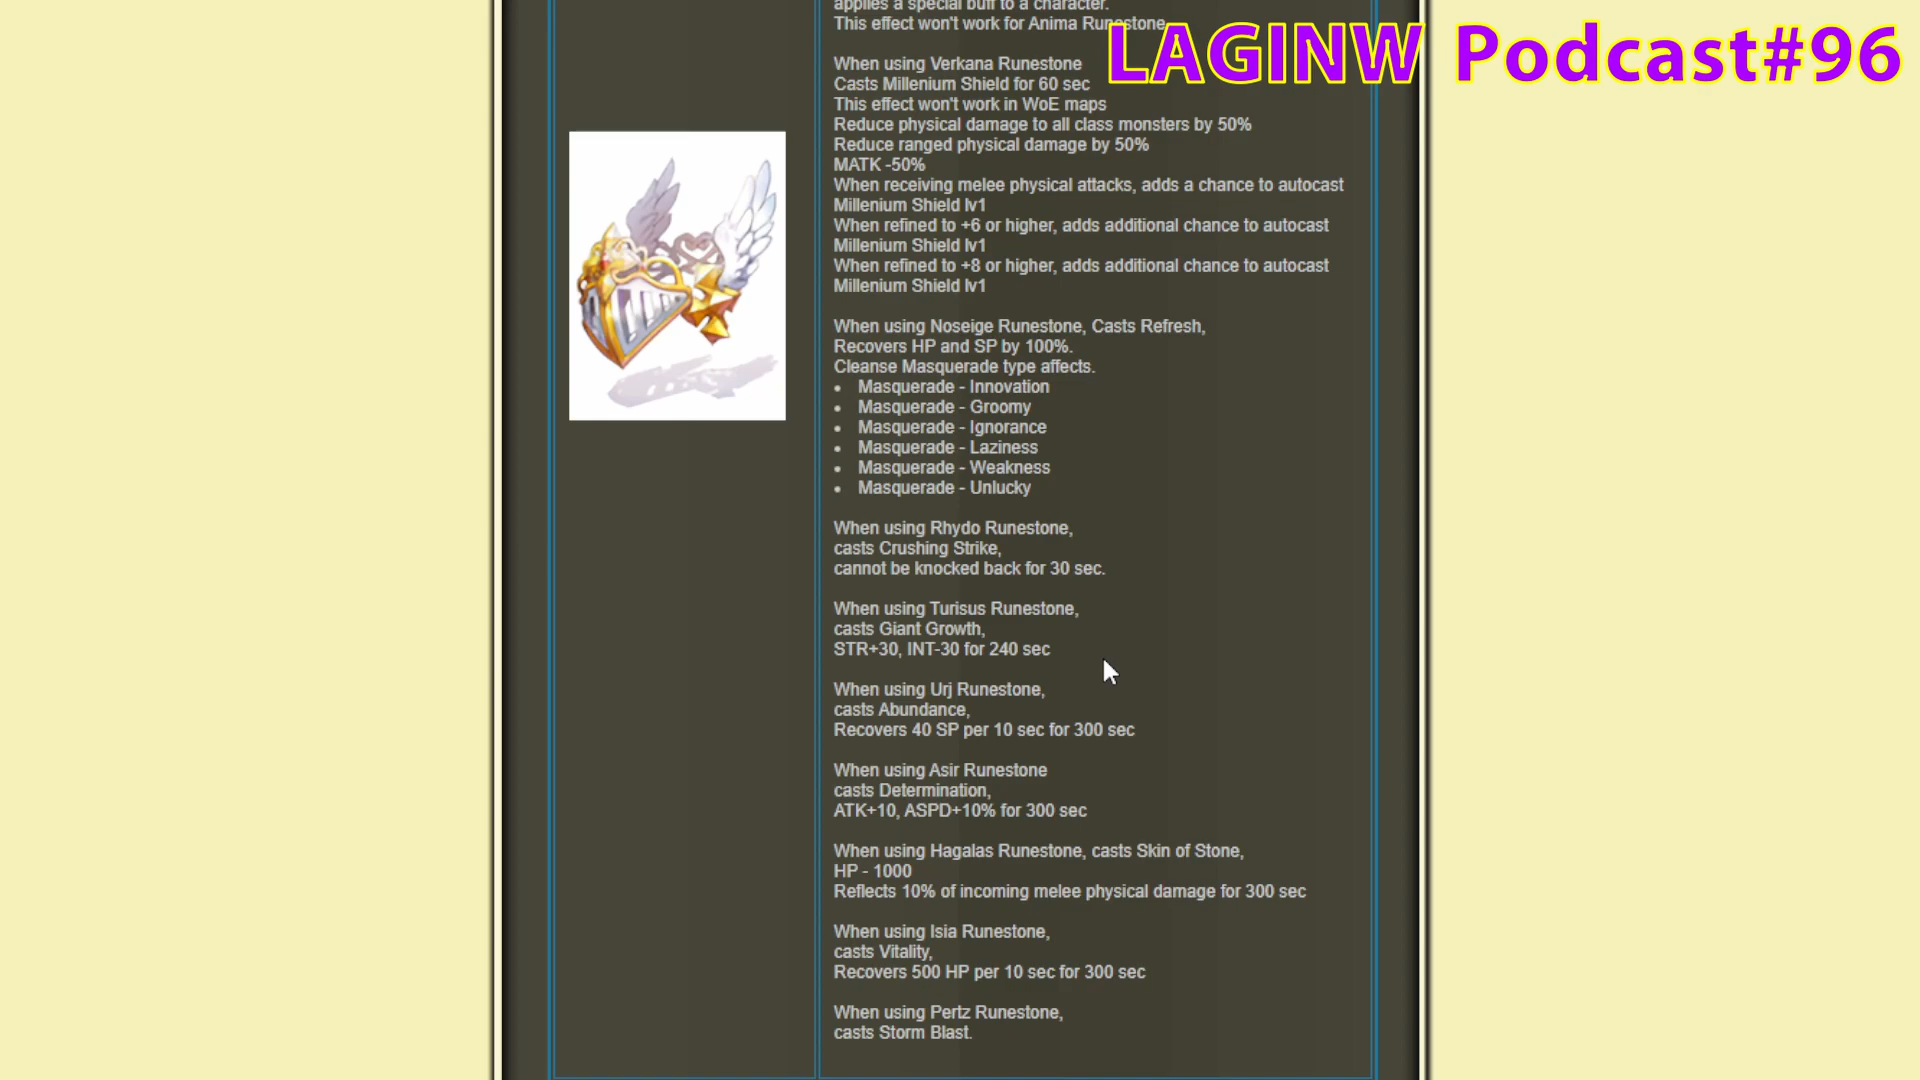 applies a special buff to a character.
This effect won't work for Anima Runestone
LAGINW Podcast#96
When using Verkana Runestone
Casts Millenium Shield for 60 sec
This effect won't work in WoE maps
Reduce physical damage to all class monsters by 50%
Reduce ranged physical damage by 50%
MATK -50%
When receiving melee physical attacks, adds a chance to autocast
Millenium Shield lv1
When refined to +6 or higher, adds additional chance to autocast
Millenium Shield lv1
When refined to +8 or higher, adds additional chance to autocast
Millenium Shield lv1
When using Noseige Runestone, Casts Refresh,
Recovers HP and SP by 100%.
Cleanse Masquerade type affects.
• Masquerade - Innovation
• Masquerade - Groomy
• Masquerade - Ignorance
• Masquerade - Laziness
• Masquerade - Weakness
• Masquerade - Unlucky
When using Rhydo Runestone,
casts Crushing Strike,
cannot be knocked back for 30 sec.
When using Turisus Runestone,
casts Giant Growth,
STR+30, INT-30 for 240 sec
When using Urj Runestone,
casts Abundance,
Recovers 40 SP per 10 sec for 300 sec
When using Asir Runestone
casts Determination,
ATK+10, ASPD+10% for 300 sec
When using Hagalas Runestone, casts Skin of Stone,
HP - 1000
Reflects 10% of incoming melee physical damage for 300 sec
When using Isia Runestone,
casts Vitality,
Recovers 500 HP per 10 sec for 300 sec
When using Pertz Runestone,
casts Storm Blast.